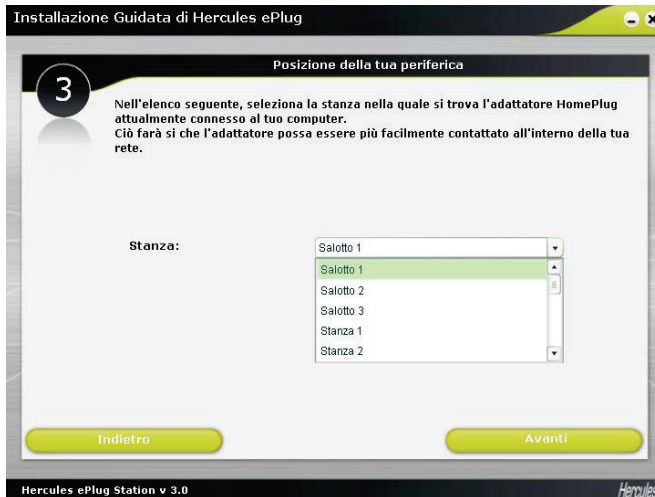 Installazione Guidata di Hercules ePlug
Posizione della tua periferica
3
Nell'elenco seguente, seleziona la stanza nella quale si trova l'adattatore HomePlug
attualmente connesso al tuo computer.
Ciò farà si che l'adattatore possa essere più facilmente contattato all'interno della tua
rete.
Stanza:
Salotto 1
Salotto 1
Salotto 2
Salotto 3
Stanza 1
Stanza 2
Indietro
Avanti
Hercules ePlug Station v 3.0
Hercules